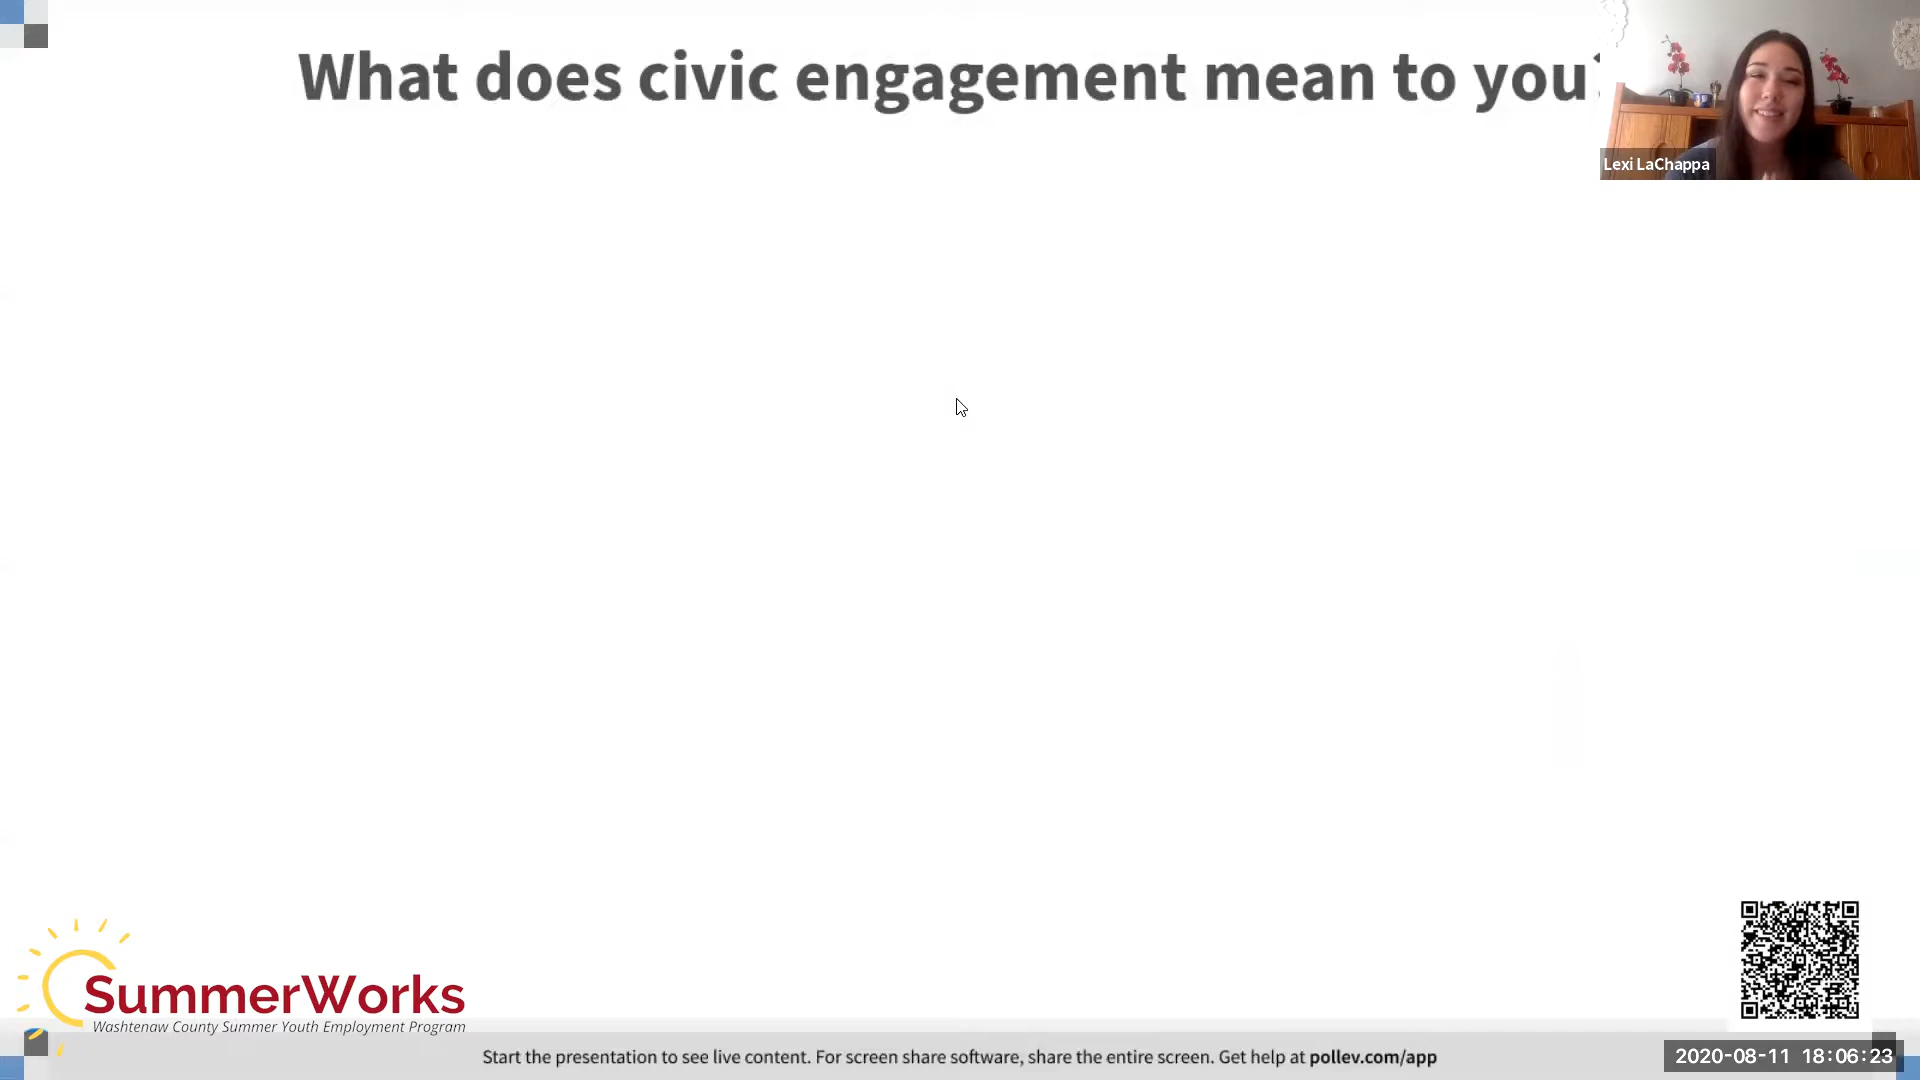 What does civic engagement mean to you?
Lexi LaChappa
SummerWorks
Washtenaw County Summer Youth Employment Program
Start the presentation to see live content. For screen share software, share the entire screen. Get help at pollev.com/app
2020-08-11 18:06:23